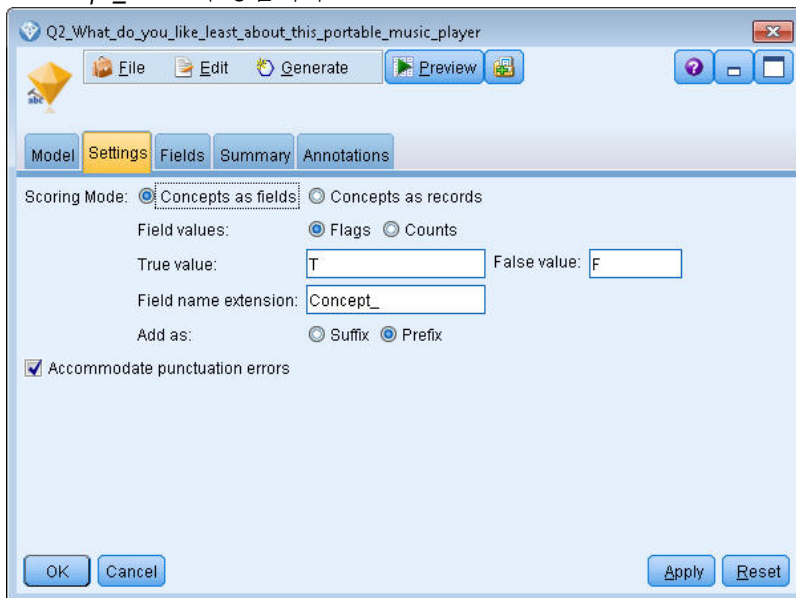 Q2_What_do_you_like_least_about_this_portable_music_player
File Edit Generate Preview
abc
Model Settings Fields Summary Annotations
Scoring Mode: Concepts as fields Concepts as records
Field values: Flags Counts
True value: T False value: F
Field name extension: Concept_
Add as: Suffix Prefix
Accommodate punctuation errors
OK Cancel Apply Reset